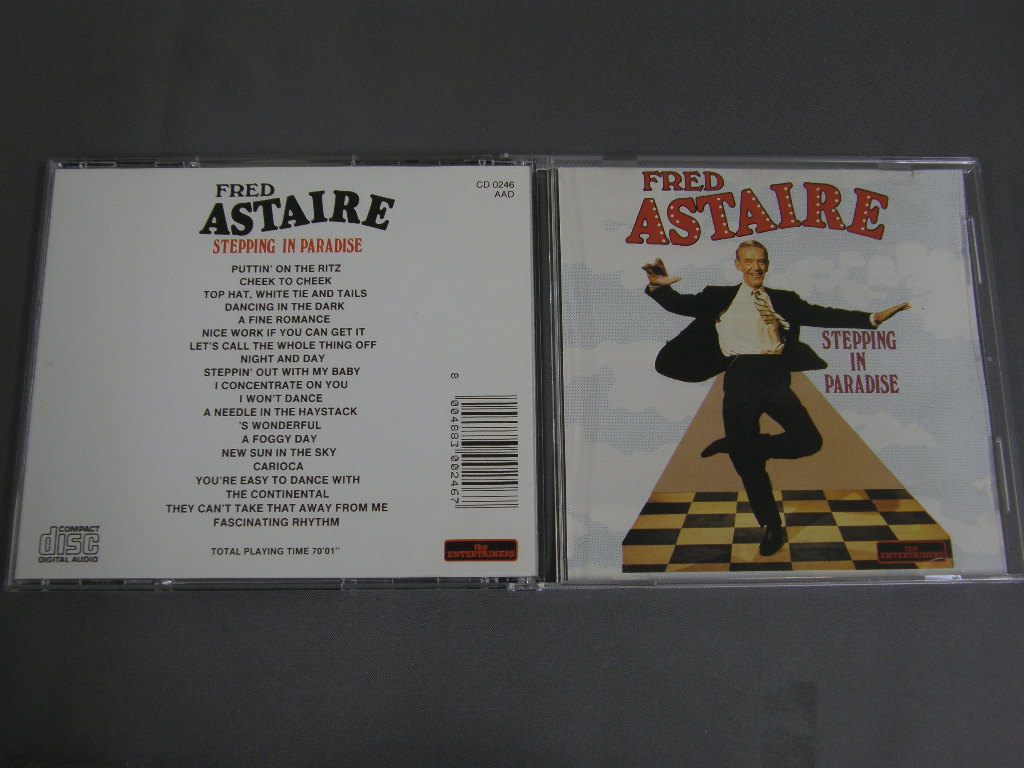 FRED
ASTAIRE
STEPPING IN PARADISE
CD 0246
AAD
PUTTIN' ON THE RITZ
CHEEK TO CHEEK
TOP HAT, WHITE TIE AND TAILS
DANCING IN THE DARK
A FINE ROMANCE
NICE WORK IF YOU CAN GET IT
LET'S CALL THE WHOLE THING OFF
NIGHT AND DAY
STEPPIN' OUT WITH MY BABY
I CONCENTRATE ON YOU
I WON'T DANCE
A NEEDLE IN THE HAYSTACK
'S WONDERFUL
A FOGGY DAY
NEW SUN IN THE SKY
CARIOCA
YOU'RE EASY TO DANCE WITH
THE CONTINENTAL
THEY CAN'T TAKE THAT AWAY FROM ME
FASCINATING RHYTHM
TOTAL PLAYING TIME 70'01"
8 004883 002467
COMPACT
disc
DIGITAL AUDIO
the
ENTERTAINERS
FRED
ASTAIRE
STEPPING
IN
PARADISE
the
ENTERTAINERS